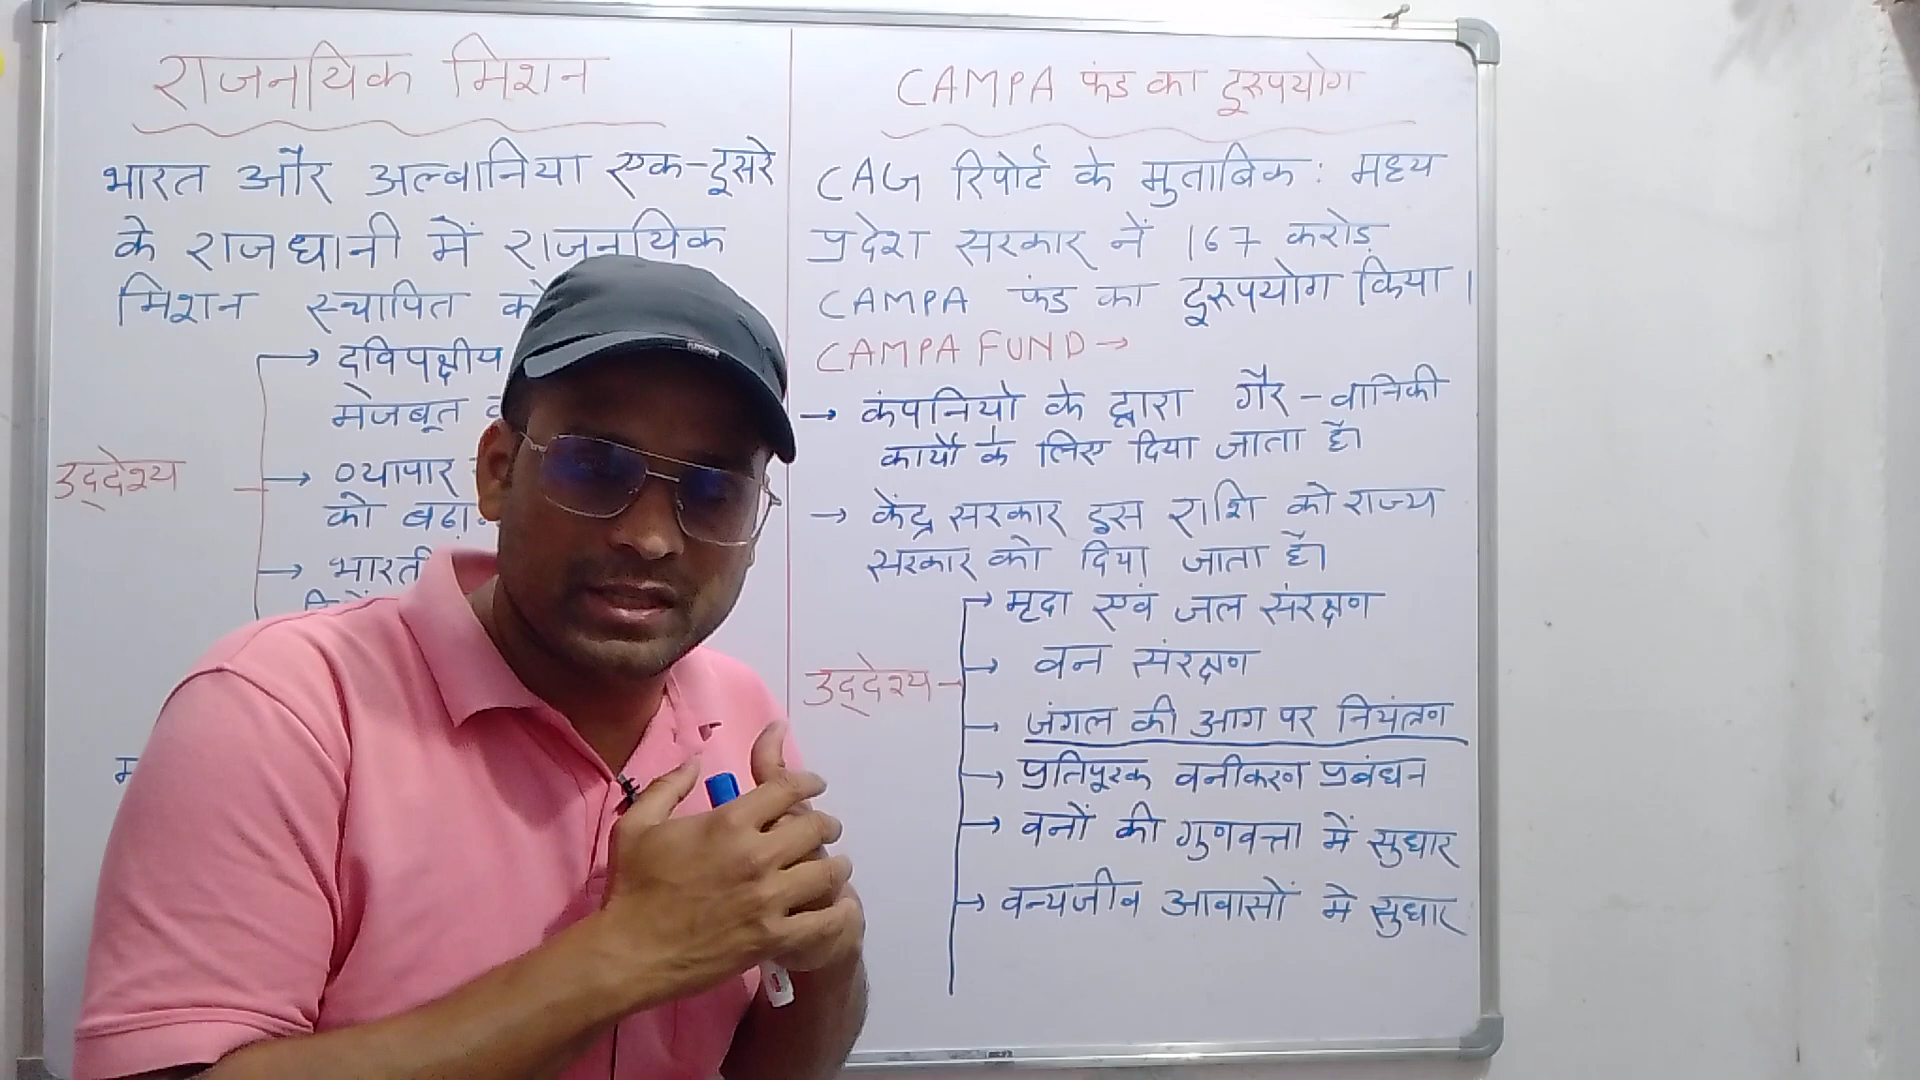 राजनयिक मिशन
भारत और अल्बानिया एक-दूसरे
के राजधानी में राजनयिक
मिशन स्थापित
दविपक्षीय
मजबूत
व्यापार
को बढ़ा
भारती
उद्देश्य
CAMPA फंड का दूरूपयोग
CAG रिपोर्ट के मुताबिक : मध्य
प्रदेश सरकार नें 167 करोड़
CAMPA फंड का दूरूपयोग किया।
CAMPA FUND →
→ कंपनियो के द्वारा गैर - वानिकी
कार्यो के लिए दिया जाता है।
→ केंद्र सरकार इस राशि को राज्य
सरकार को दिया जाता है।
उद्देश्य
→ मृदा एवं जल संरक्षण
→ वन संरक्षण
→ जंगल की आग पर नियंत्रण
→ प्रतिपूरक वनीकरण प्रबंधन
→ वनों की गुणवत्ता में सुधार
→ वन्यजीव आवासों में सुधार